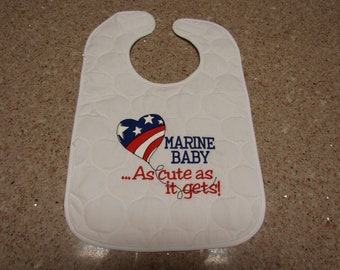 MARINE
BABY
...As cute as
it gets!